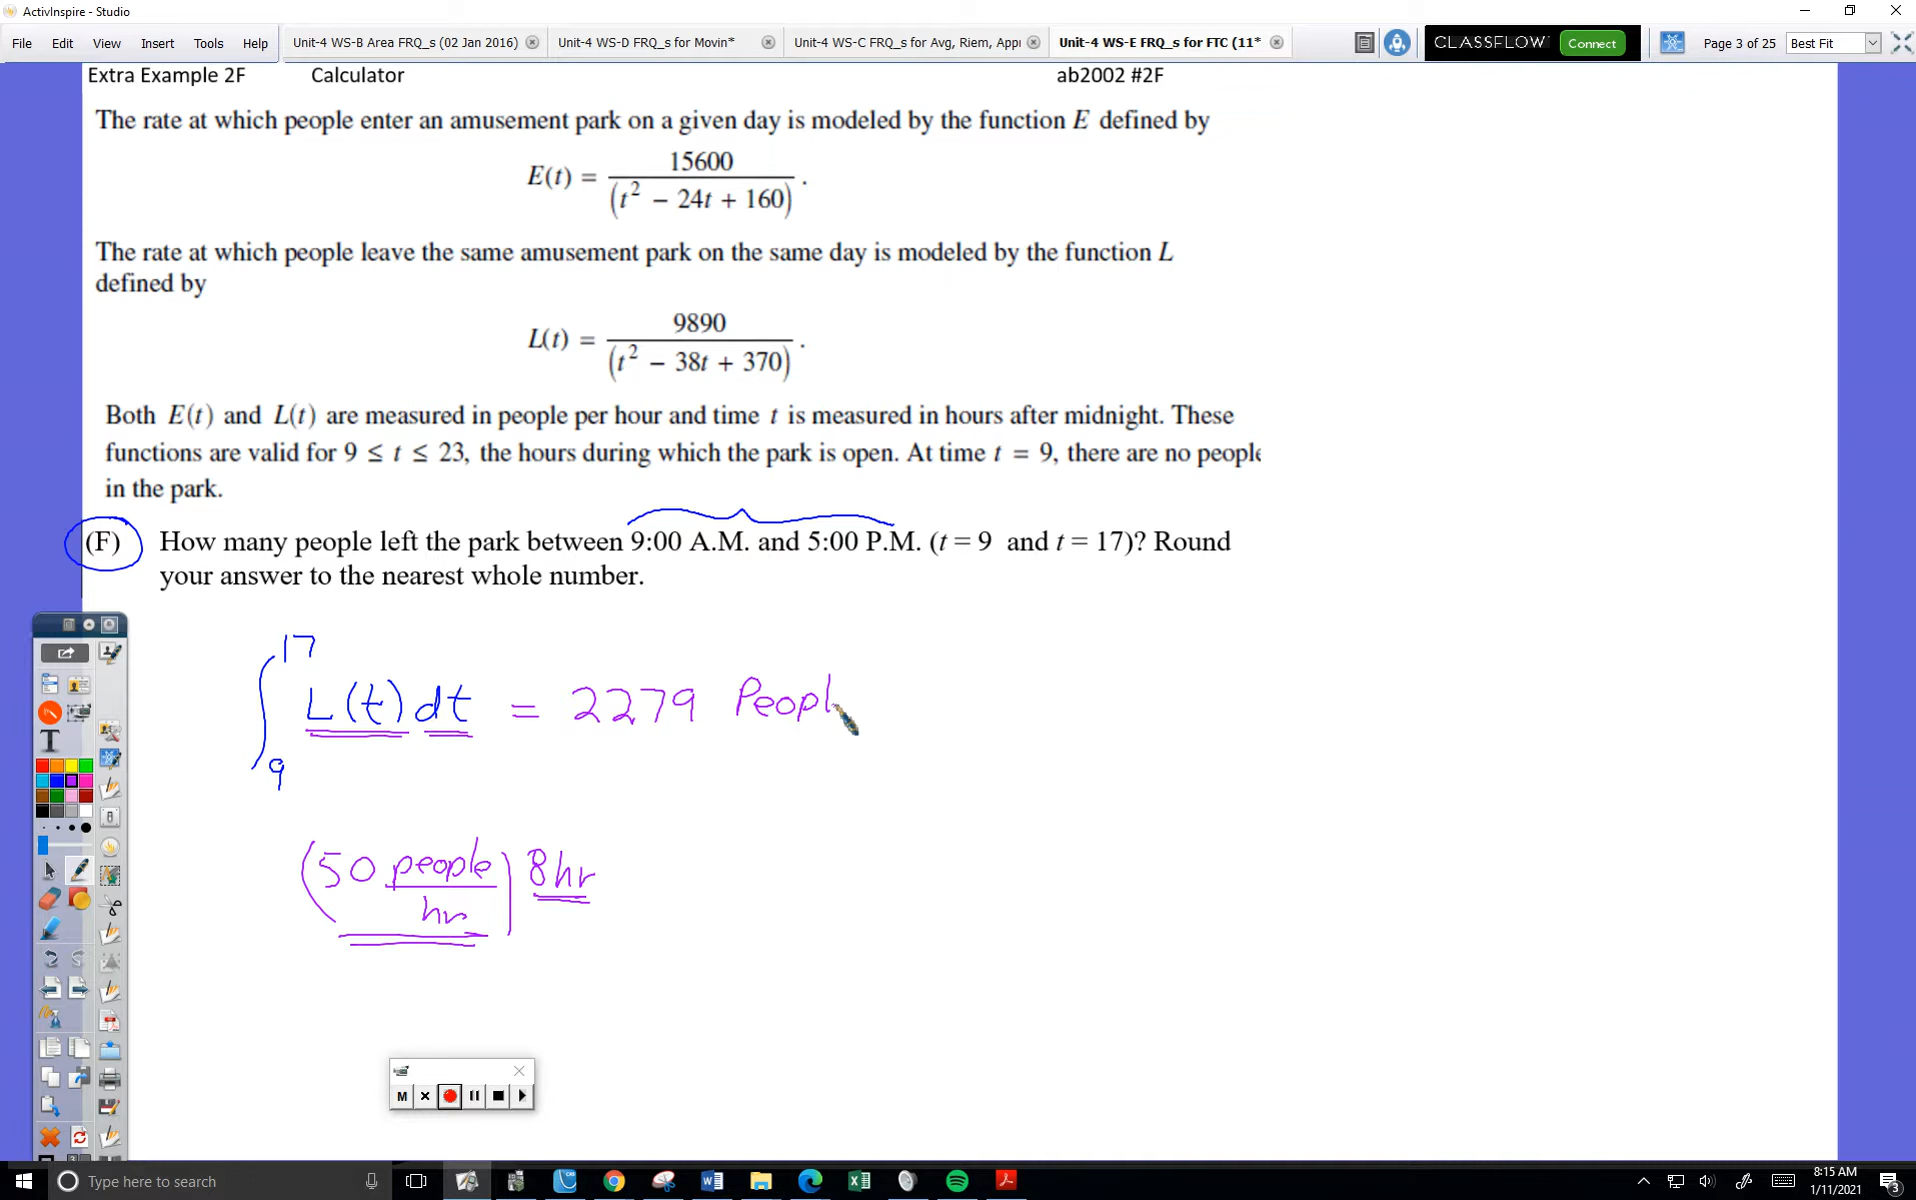 ActivInspire - Studio
File Edit View Insert Tools Help
Unit-4 WS-B Area FRQ_s (02 Jan 2016) Unit-4 WS-D FRQ_s for Movin* Unit-4 WS-C FRQ_s for Avg, Riem, Appr Unit-4 WS-E FRQ_s for FTC (11*
CLASSFLOW Connect Page 3 of 25 Best Fit
Extra Example 2F Calculator ab2002 #2F
The rate at which people enter an amusement park on a given day is modeled by the function E defined by
E(t) = 15600 / (t² − 24t + 160) .
The rate at which people leave the same amusement park on the same day is modeled by the function L
defined by
L(t) = 9890 / (t² − 38t + 370) .
Both E(t) and L(t) are measured in people per hour and time t is measured in hours after midnight. These
functions are valid for 9 ≤ t ≤ 23, the hours during which the park is open. At time t = 9, there are no people
in the park.
(F) How many people left the park between 9:00 A.M. and 5:00 P.M. (t = 9 and t = 17)? Round
your answer to the nearest whole number.
∫₉¹⁷ L(t) dt = 2279 Peopl
(50 people / hr) 8hr
T
M
Type here to search
8:15 AM
1/11/2021
3